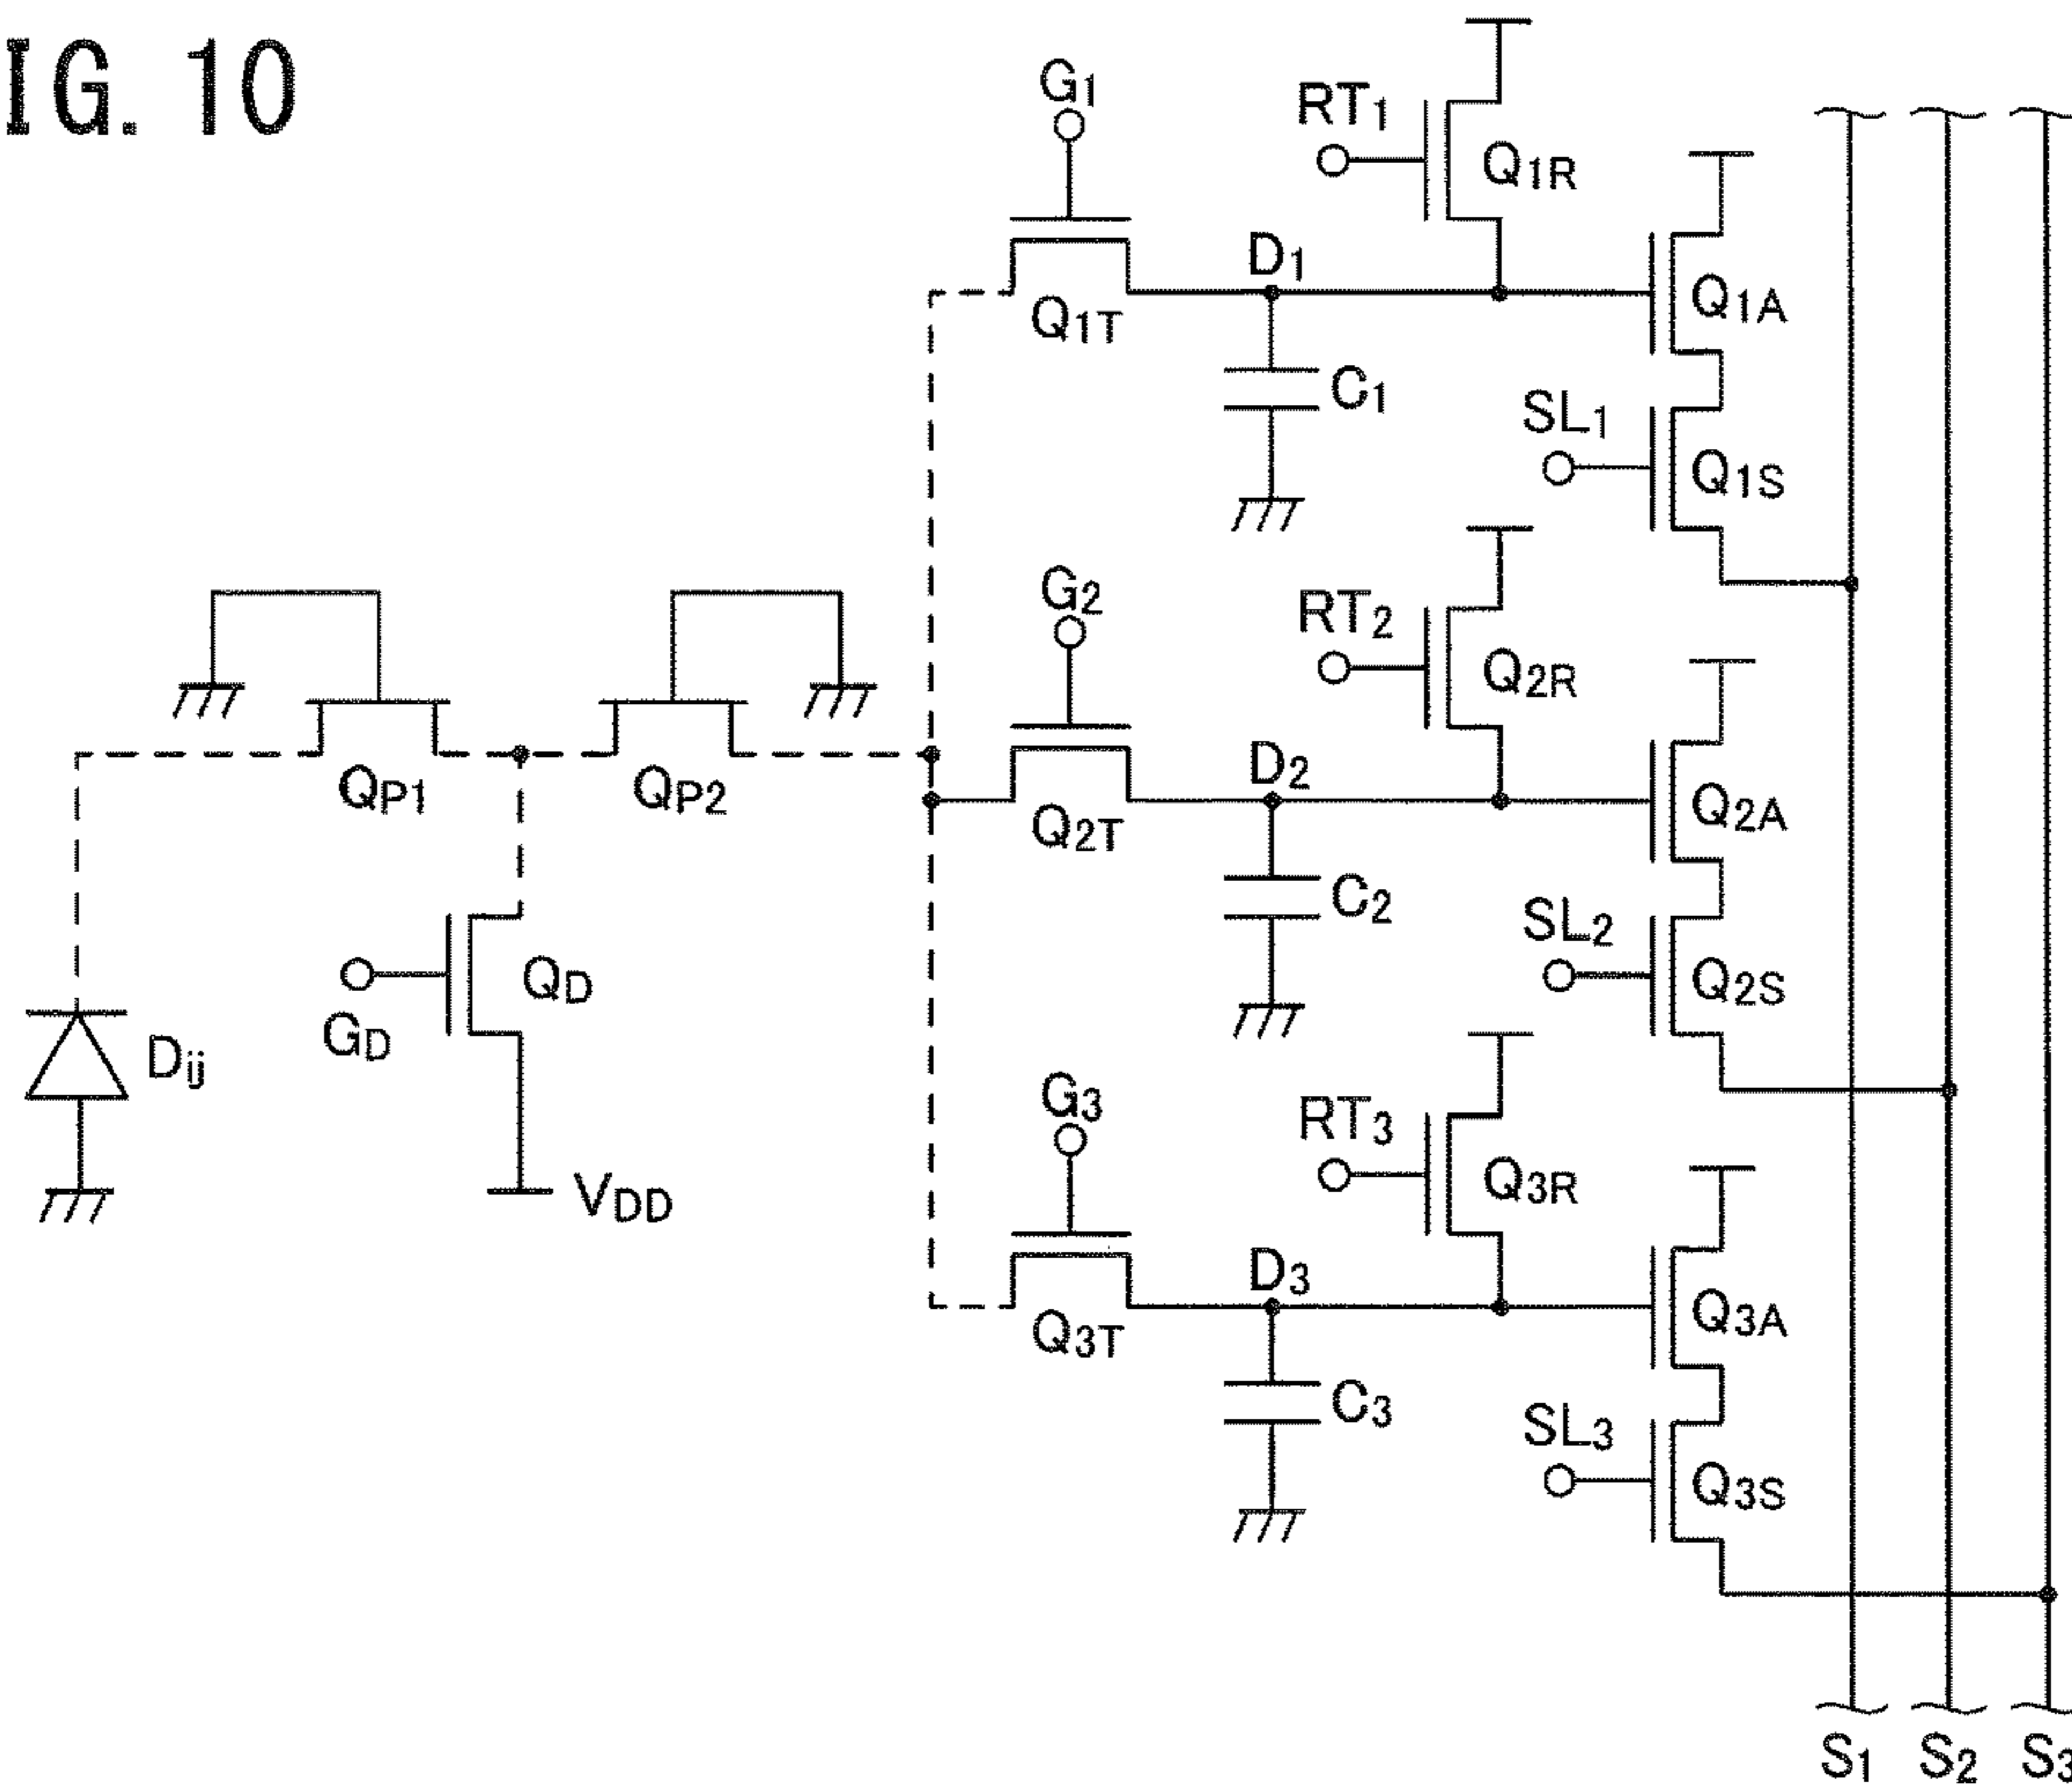 IG. 10
G1
RT1
Q1R
D1
Q1T
Q1A
C1
SL1
Q1S
G2
RT2
Q2R
QP1
QP2
D2
Q2T
Q2A
C2
SL2
Q2S
QD
GD
Dij
VDD
G3
RT3
Q3R
D3
Q3T
Q3A
C3
SL3
Q3S
S1 S2 S3